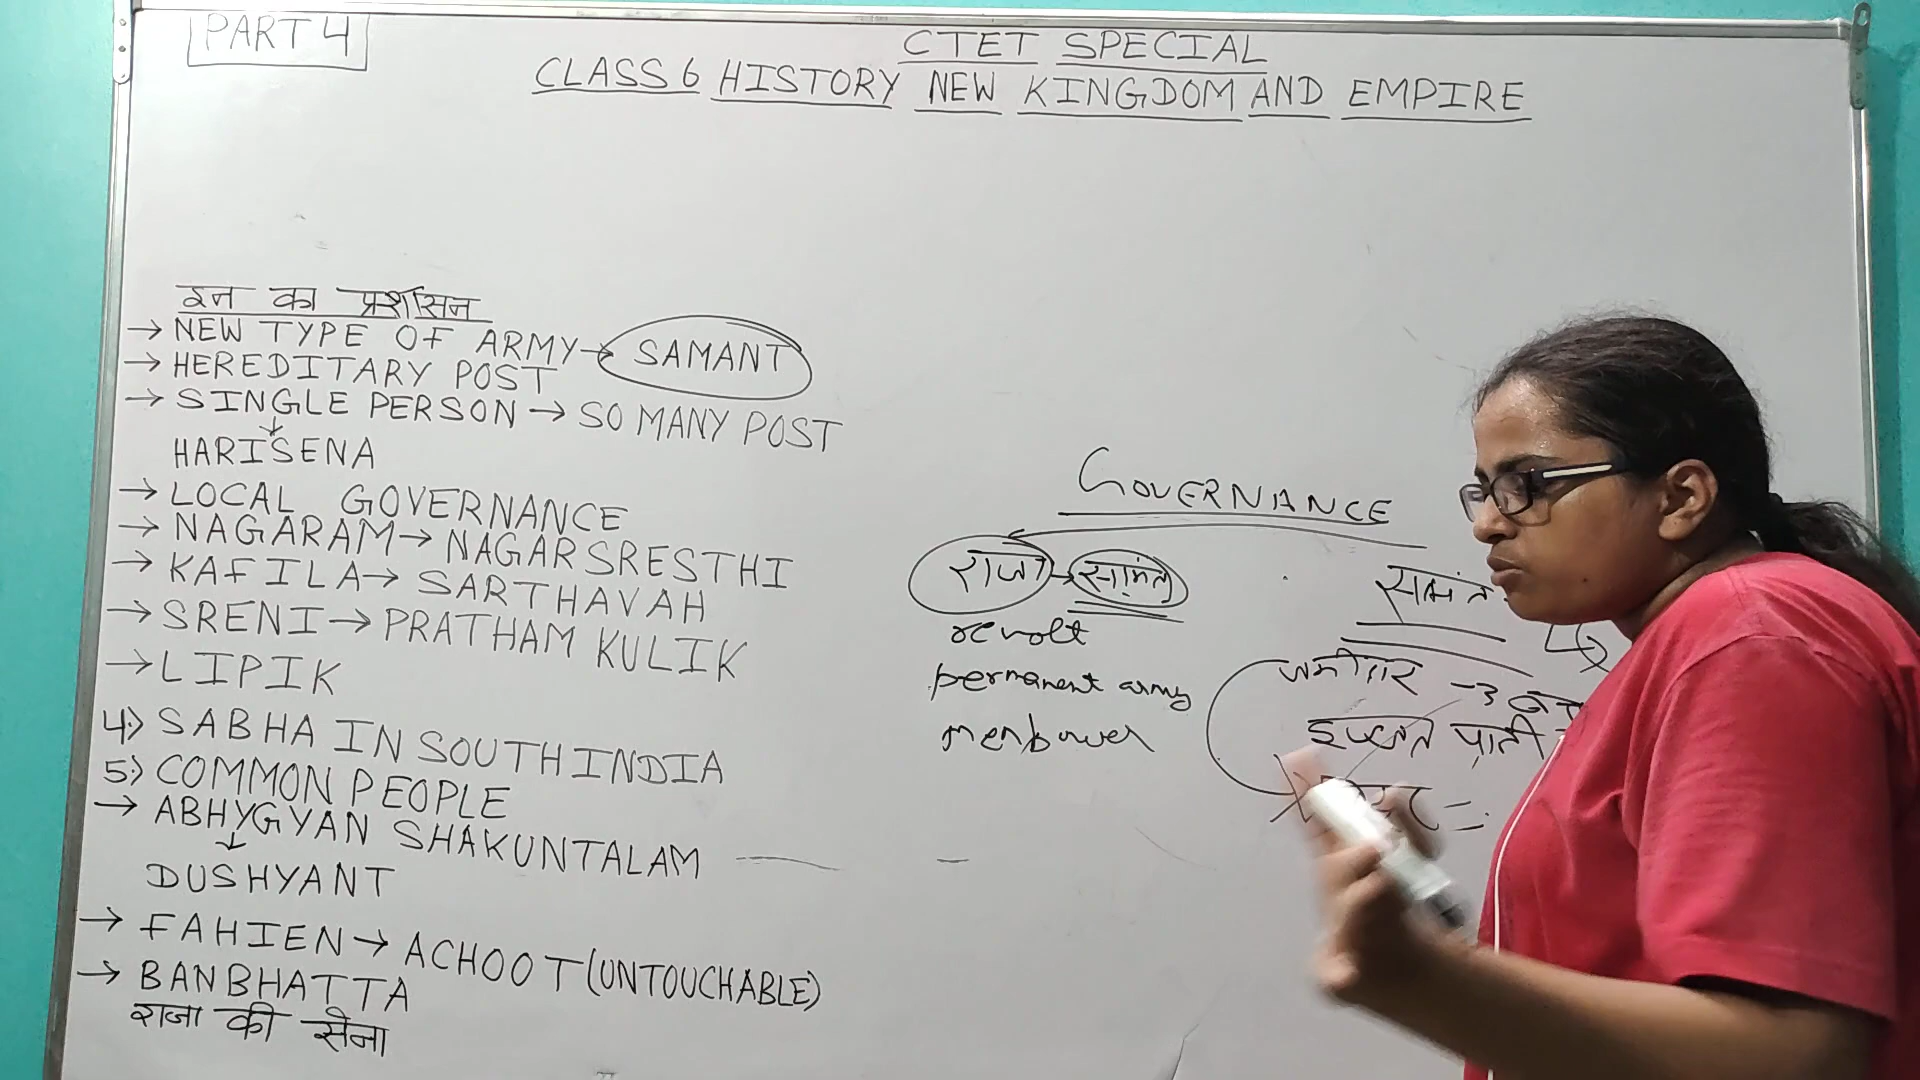 PART 4
CTET SPECIAL
CLASS 6 HISTORY NEW KINGDOM AND EMPIRE
इन का प्रशासन
→ NEW TYPE OF ARMY → SAMANT
→ HEREDITARY POST
→ SINGLE PERSON → SO MANY POST
↓
HARISENA
→ LOCAL GOVERNANCE
→ NAGARAM → NAGARSRESTHI
→ KAFILA → SARTHAVAH
→ SRENI → PRATHAM KULIK
→ LIPIK
4) SABHA IN SOUTH INDIA
5) COMMON PEOPLE
→ ABHYGYAN SHAKUNTALAM
↓
DUSHYANT
→ FAHIEN → ACHOOT (UNTOUCHABLE)
→ BANBHATTA
राजा की सेना
GOVERNANCE
राजा → सामंत
revolt
permanent army
menpower
सामंत
जमीदार